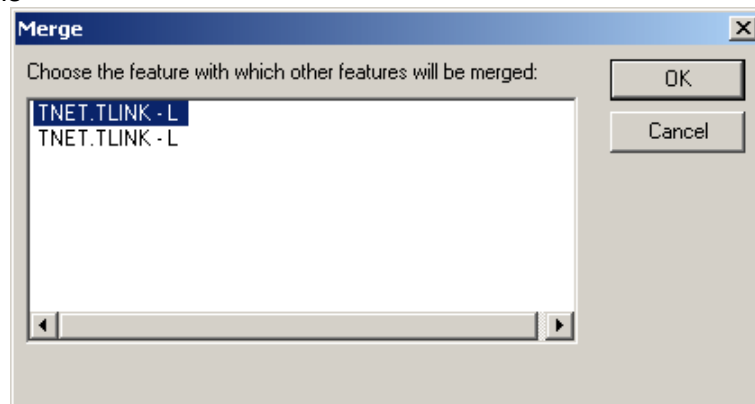 Merge
Choose the feature with which other features will be merged:
TNET.TLINK - L
TNET.TLINK - L
OK
Cancel